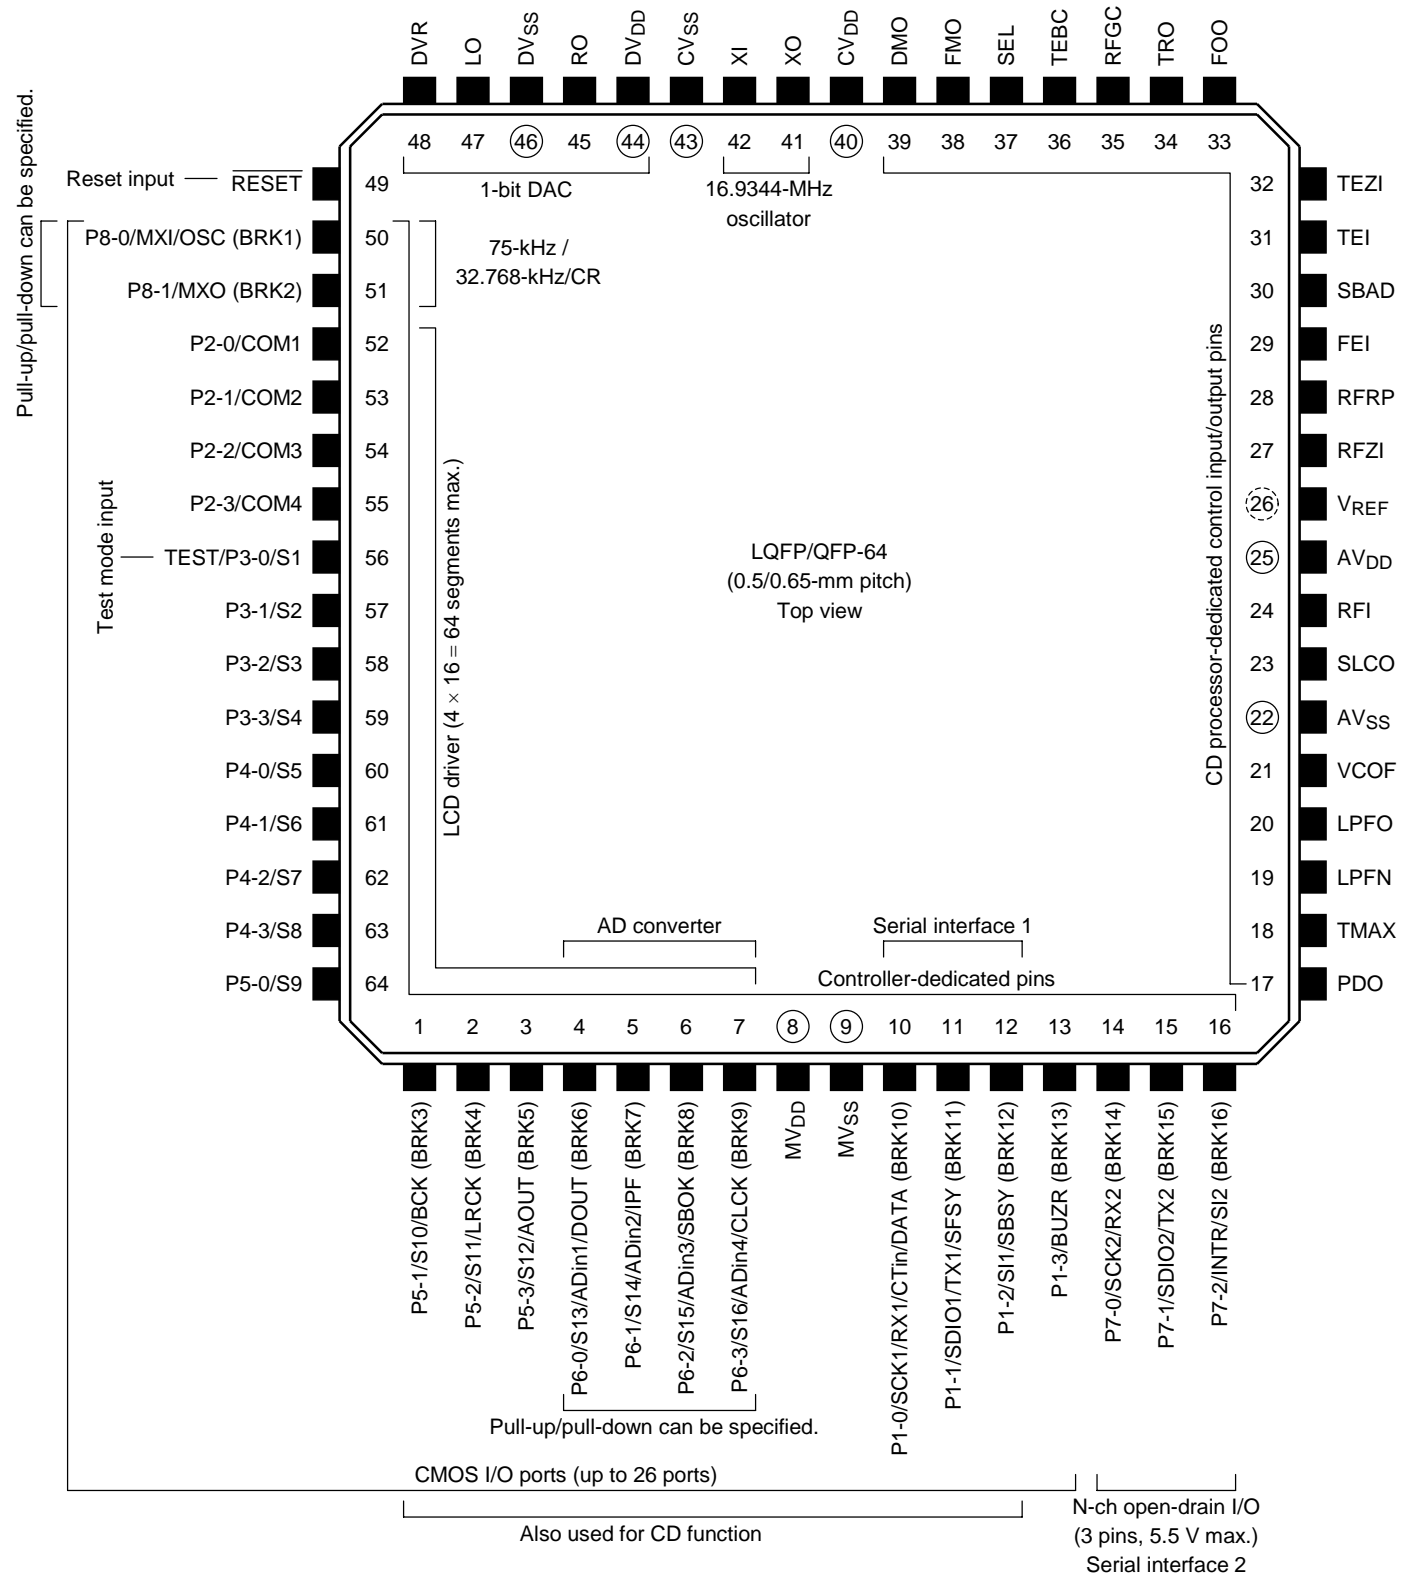 DVR
LO
DVSS
RO
DVDD
CVSS
XI
XO
CVDD
DMO
FMO
SEL
TEBC
RFGC
TRO
FOO
48 47 46 45 44 43 42 41 40 39 38 37 36 35 34 33
1-bit DAC
16.9344-MHz
oscillator
Pull-up/pull-down can be specified.
Reset input
RESET 49
P8-0/MXI/OSC (BRK1) 50
P8-1/MXO (BRK2) 51
P2-0/COM1 52
P2-1/COM2 53
P2-2/COM3 54
P2-3/COM4 55
Test mode input
TEST/P3-0/S1 56
P3-1/S2 57
P3-2/S3 58
P3-3/S4 59
P4-0/S5 60
P4-1/S6 61
P4-2/S7 62
P4-3/S8 63
P5-0/S9 64
75-kHz /
32.768-kHz/CR
LCD driver (4 × 16 = 64 segments max.)
LQFP/QFP-64
(0.5/0.65-mm pitch)
Top view
CD processor-dedicated control input/output pins
32 TEZI
31 TEI
30 SBAD
29 FEI
28 RFRP
27 RFZI
26 VREF
25 AVDD
24 RFI
23 SLCO
22 AVSS
21 VCOF
20 LPFO
19 LPFN
18 TMAX
17 PDO
AD converter
Serial interface 1
Controller-dedicated pins
1 2 3 4 5 6 7 8 9 10 11 12 13 14 15 16
P5-1/S10/BCK (BRK3)
P5-2/S11/LRCK (BRK4)
P5-3/S12/AOUT (BRK5)
P6-0/S13/ADin1/DOUT (BRK6)
P6-1/S14/ADin2/IPF (BRK7)
P6-2/S15/ADin3/SBOK (BRK8)
P6-3/S16/ADin4/CLCK (BRK9)
MVDD
MVSS
P1-0/SCK1/RX1/CTin/DATA (BRK10)
P1-1/SDIO1/TX1/SFSY (BRK11)
P1-2/SI1/SBSY (BRK12)
P1-3/BUZR (BRK13)
P7-0/SCK2/RX2 (BRK14)
P7-1/SDIO2/TX2 (BRK15)
P7-2/INTR/SI2 (BRK16)
Pull-up/pull-down can be specified.
CMOS I/O ports (up to 26 ports)
Also used for CD function
N-ch open-drain I/O
(3 pins, 5.5 V max.)
Serial interface 2